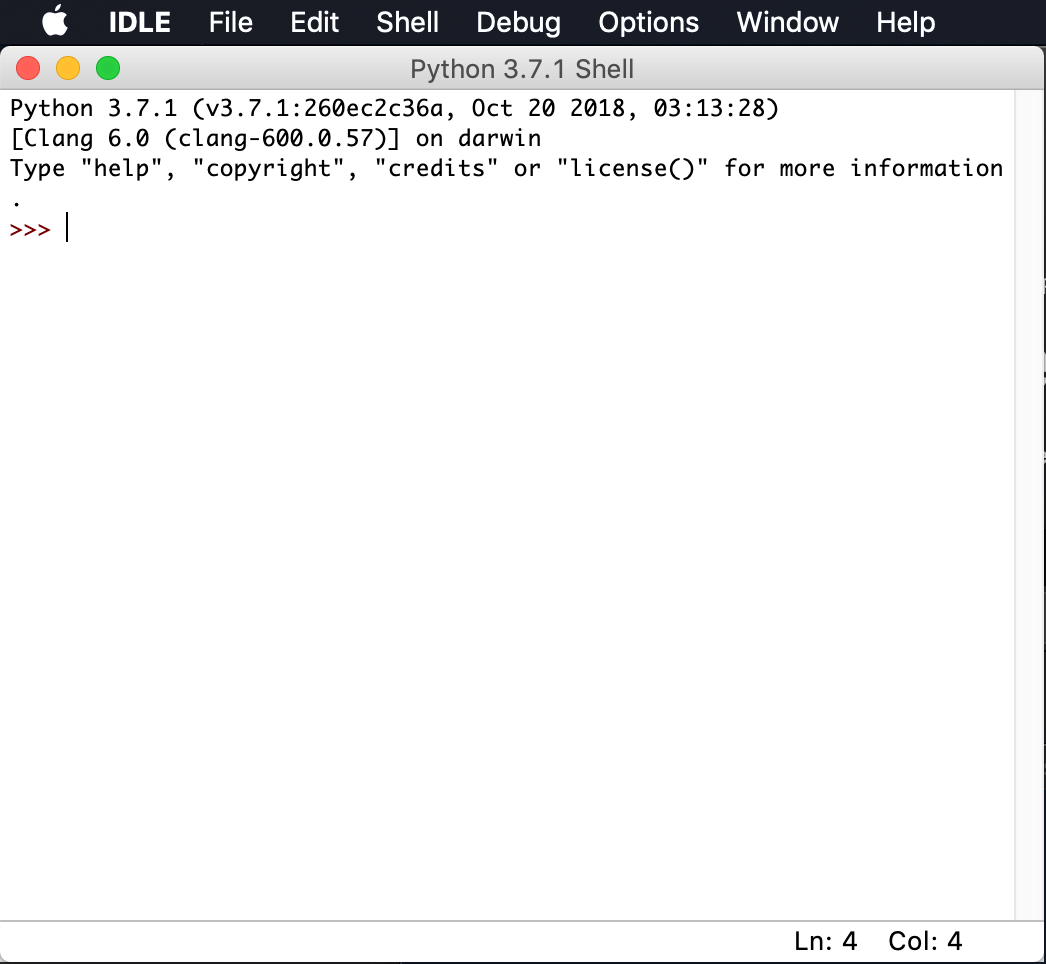 IDLE File Edit Shell Debug Options Window Help
Python 3.7.1 Shell
Python 3.7.1 (v3.7.1:260ec2c36a, Oct 20 2018, 03:13:28)
[Clang 6.0 (clang-600.0.57)] on darwin
Type "help", "copyright", "credits" or "license()" for more information
.
>>>
Ln: 4 Col: 4